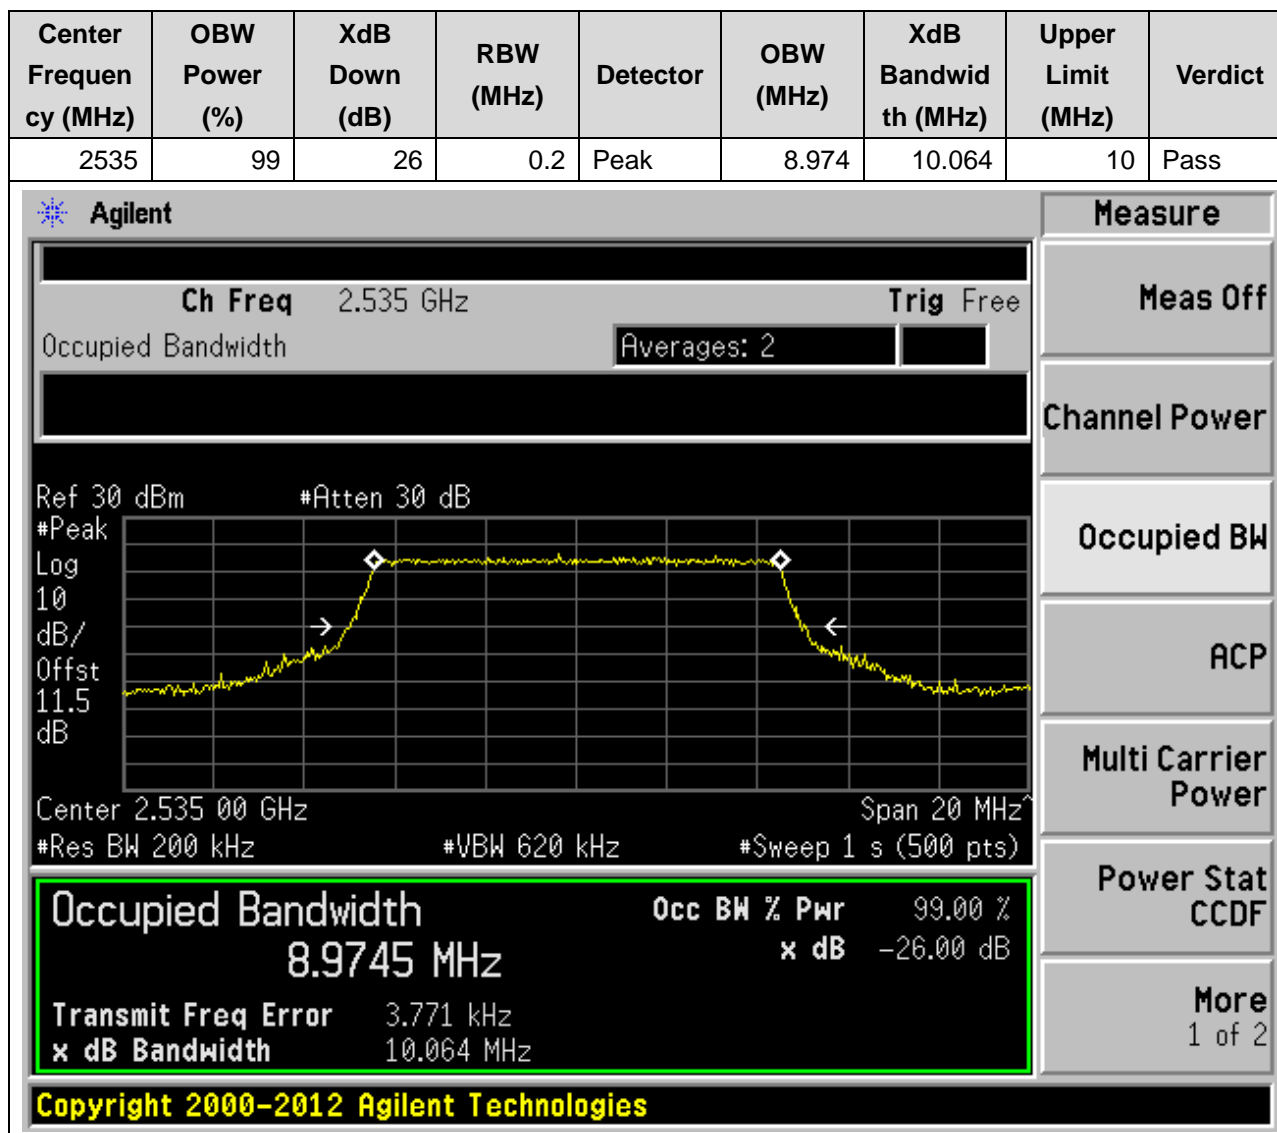 Center Frequen cy (MHz) | OBW Power (%) | XdB Down (dB) | RBW (MHz) | Detector | OBW (MHz) | XdB Bandwid th (MHz) | Upper Limit (MHz) | Verdict
2535 | 99 | 26 | 0.2 | Peak | 8.974 | 10.064 | 10 | Pass
Agilent
Measure
Ch Freq 2.535 GHz Trig Free
Meas Off
Occupied Bandwidth Averages: 2
Channel Power
Ref 30 dBm #Atten 30 dB
#Peak
Log
10
dB/
Offst
11.5
dB
Occupied BW
ACP
Multi Carrier
Power
Center 2.535 00 GHz Span 20 MHz^
#Res BW 200 kHz #VBW 620 kHz #Sweep 1 s (500 pts)
Power Stat
CCDF
Occupied Bandwidth Occ BW % Pwr 99.00 %
8.9745 MHz x dB -26.00 dB
Transmit Freq Error 3.771 kHz
x dB Bandwidth 10.064 MHz
More
1 of 2
Copyright 2000-2012 Agilent Technologies